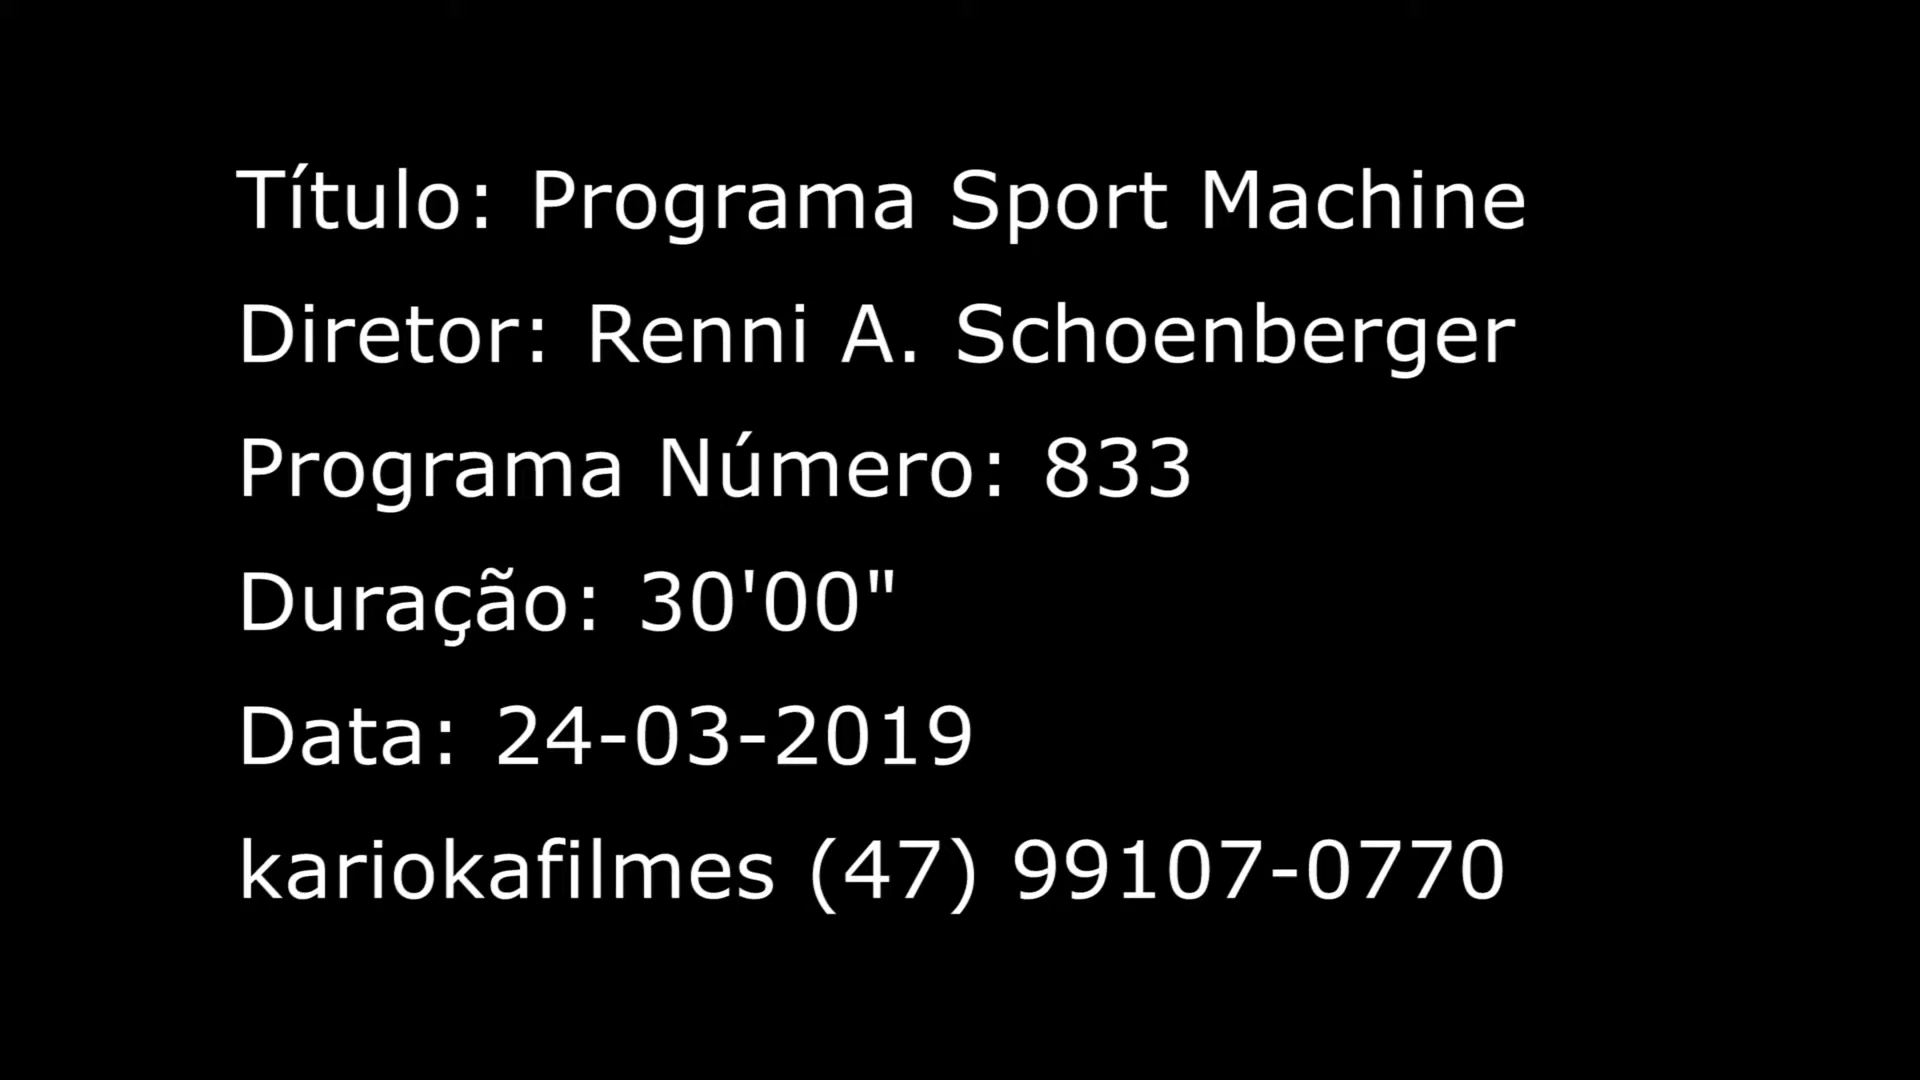 Título: Programa Sport Machine
Diretor: Renni A. Schoenberger
Programa Número: 833
Duração: 30'00"
Data: 24-03-2019
kariokafilmes (47) 99107-0770